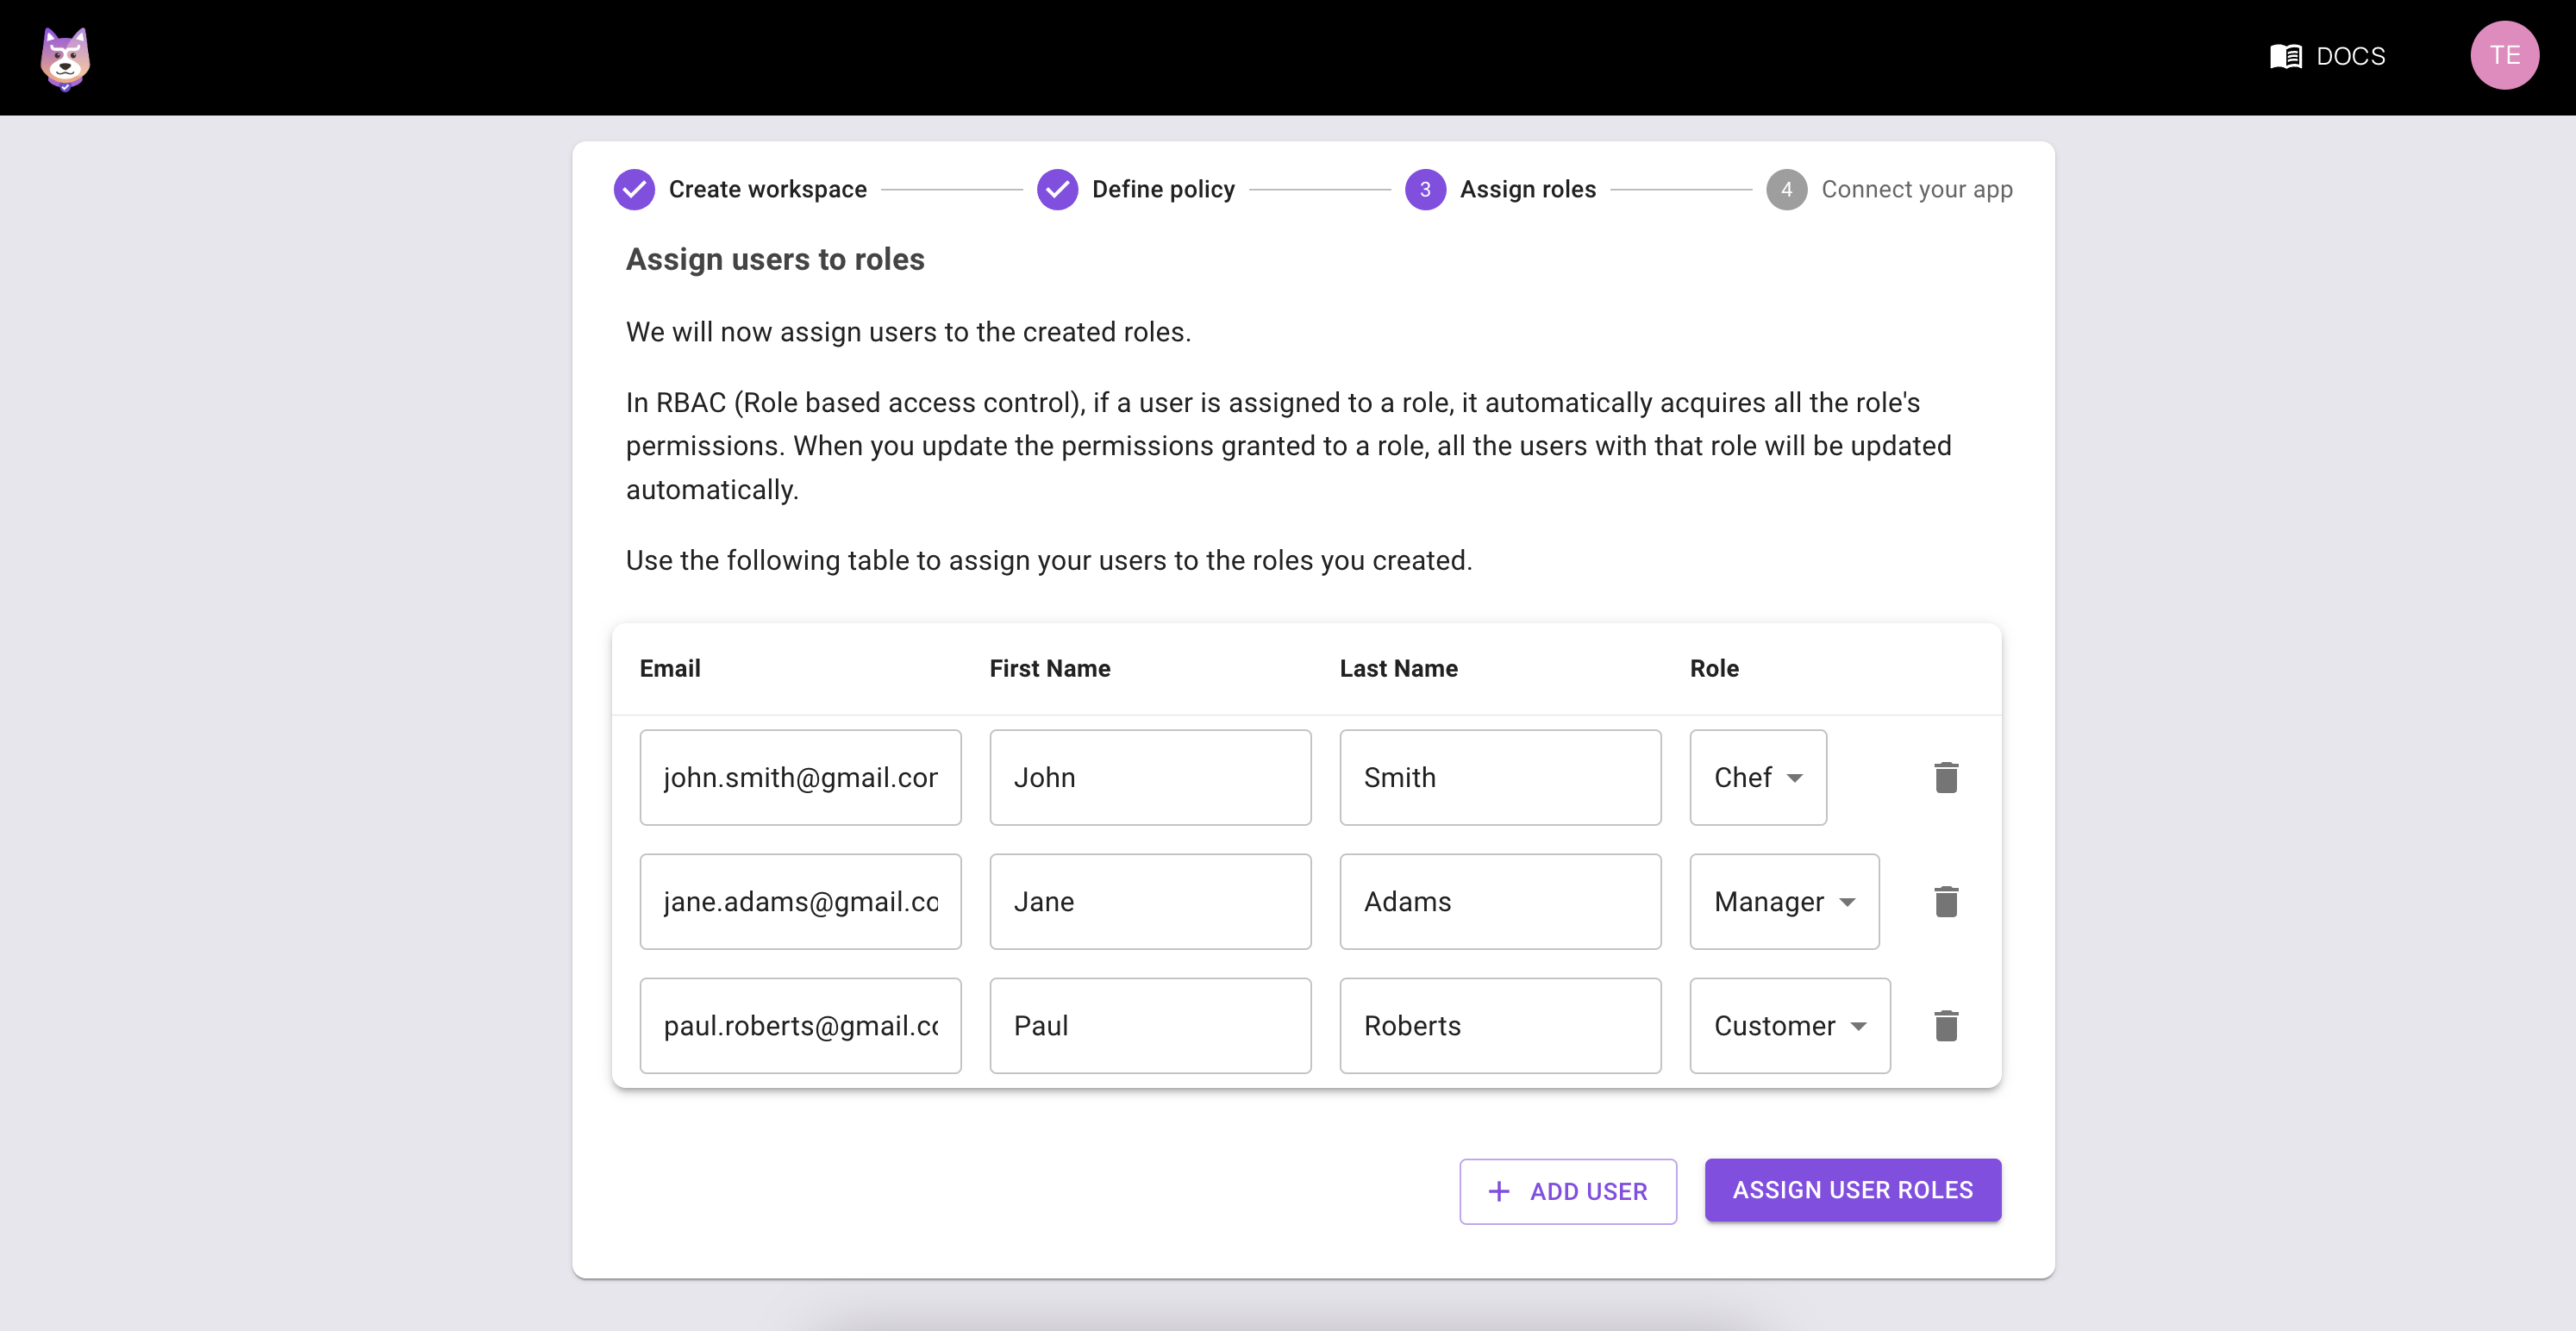 DOCS
TE
Create workspace
Define policy
3 Assign roles
4 Connect your app
Assign users to roles
We will now assign users to the created roles.
In RBAC (Role based access control), if a user is assigned to a role, it automatically acquires all the role's
permissions. When you update the permissions granted to a role, all the users with that role will be updated
automatically.
Use the following table to assign your users to the roles you created.
Email First Name Last Name Role
john.smith@gmail.com John Smith Chef
jane.adams@gmail.co Jane Adams Manager
paul.roberts@gmail.co Paul Roberts Customer
+ ADD USER
ASSIGN USER ROLES